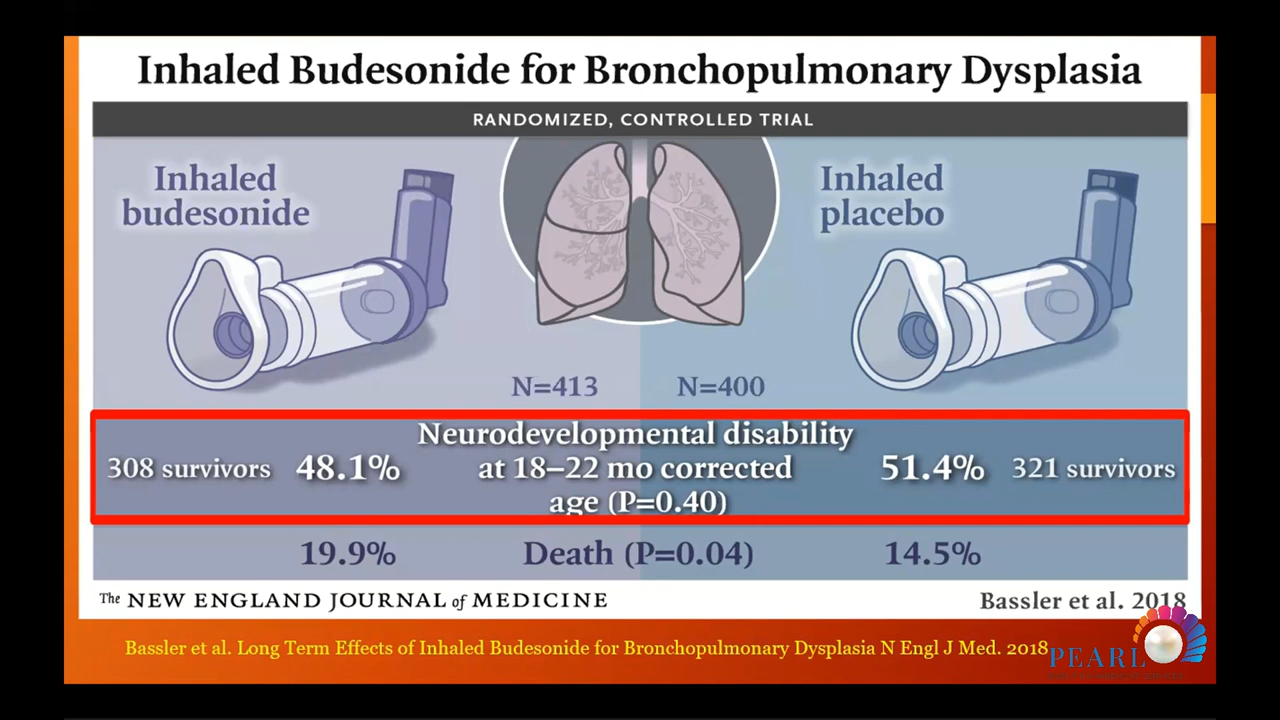 Inhaled Budesonide for Bronchopulmonary Dysplasia
RANDOMIZED, CONTROLLED TRIAL
Inhaled
budesonide
Inhaled
placebo
N=413
N=400
Neurodevelopmental disability
308 survivors 48.1% at 18–22 mo corrected 51.4% 321 survivors
age (P=0.40)
19.9% Death (P=0.04) 14.5%
The NEW ENGLAND JOURNAL of MEDICINE
Bassler et al. 2018
Bassler et al. Long Term Effects of Inhaled Budesonide for Bronchopulmonary Dysplasia N Engl J Med. 2018
PEARL